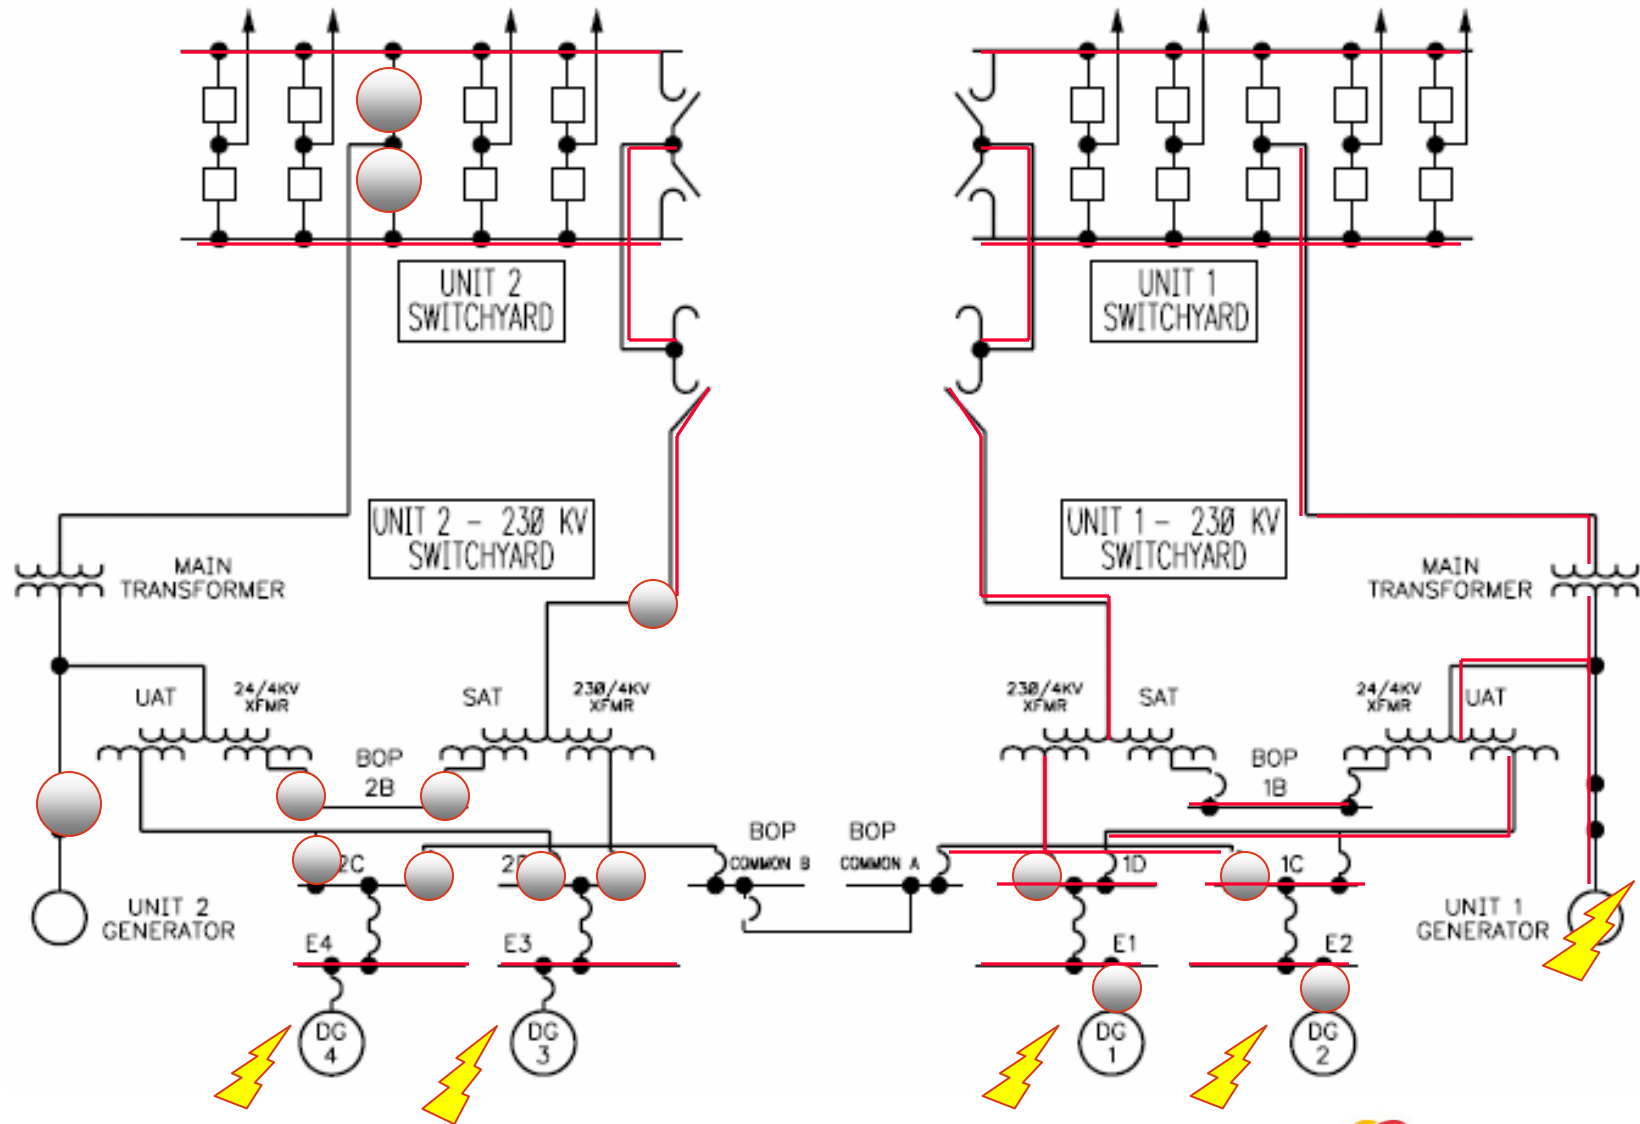 UNIT 2
SWITCHYARD
UNIT 1
SWITCHYARD
UNIT 2 - 230 KV
SWITCHYARD
UNIT 1 - 230 KV
SWITCHYARD
MAIN
TRANSFORMER
MAIN
TRANSFORMER
UAT
24/4KV
XFMR
SAT
230/4KV
XFMR
230/4KV
XFMR
SAT
24/4KV
XFMR
UAT
BOP
2B
BOP
1B
BOP
COMMON B
BOP
COMMON A
2C
1D
1C
UNIT 2
GENERATOR
UNIT 1
GENERATOR
E4
E3
E1
E2
DG
4
DG
3
DG
1
DG
2